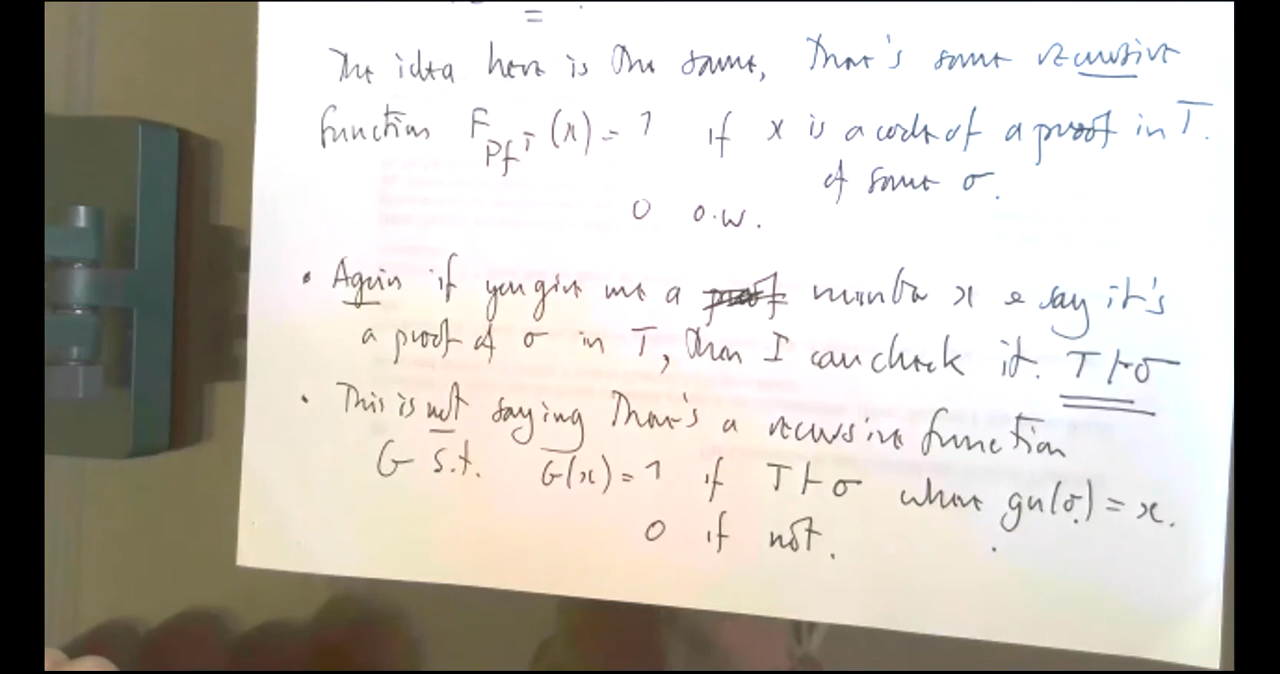 The idea here is the same, there's some recursive
function F_Pf^T (x) = 1 if x is a code of a proof in T.
of some σ.
0 o.w.
• Again if you give me a number x & say it's
a proof of σ in T, then I can check it. T ⊢ σ
• This is not saying there's a recursive function
G s.t. G(x) = 1 if T ⊢ σ where gn(σ) = x.
0 if not.